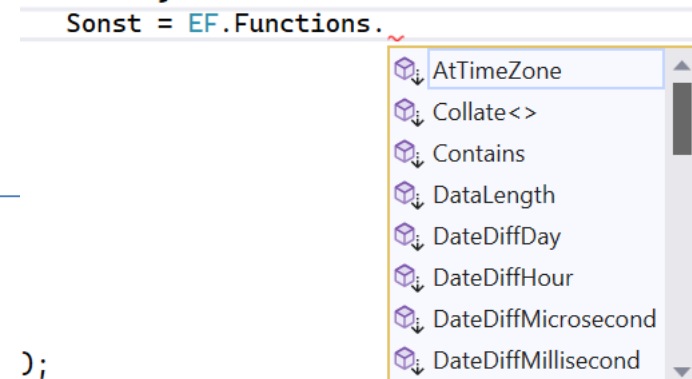 Sonst = EF.Functions.
AtTimeZone
Collate<>
Contains
DataLength
DateDiffDay
DateDiffHour
DateDiffMicrosecond
DateDiffMillisecond
);